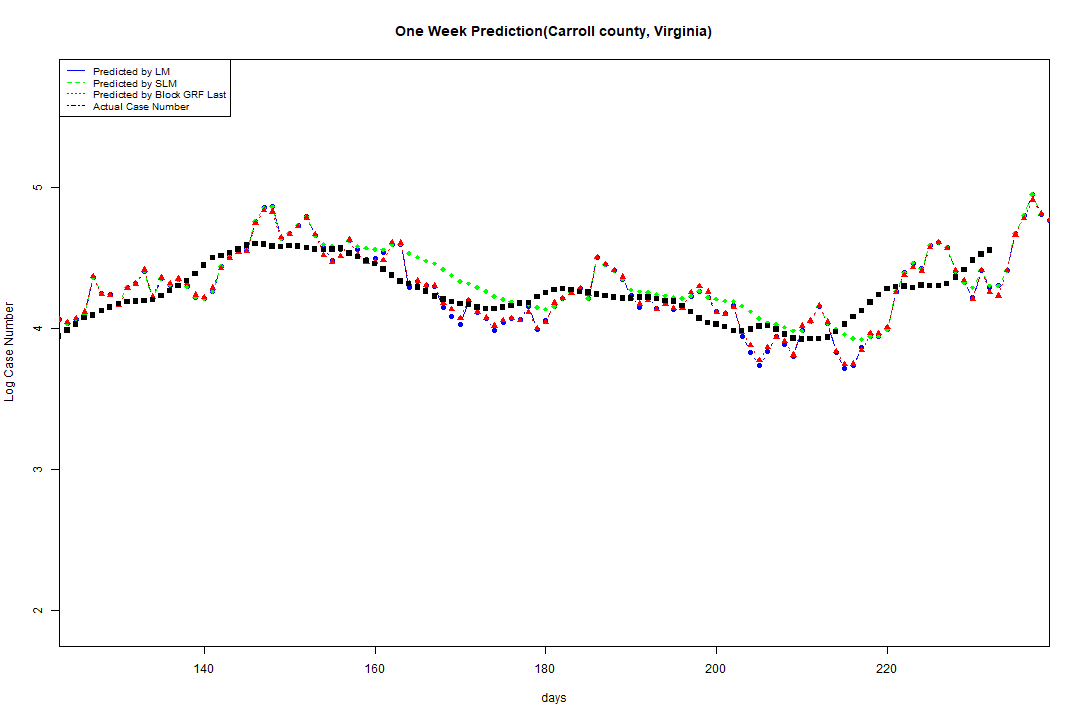 One Week Prediction(Carroll county, Virginia)
Predicted by LM
Predicted by SLM
Predicted by Block GRF Last
Actual Case Number
5
4
3
2
Log Case Number
140
160
180
200
220
days